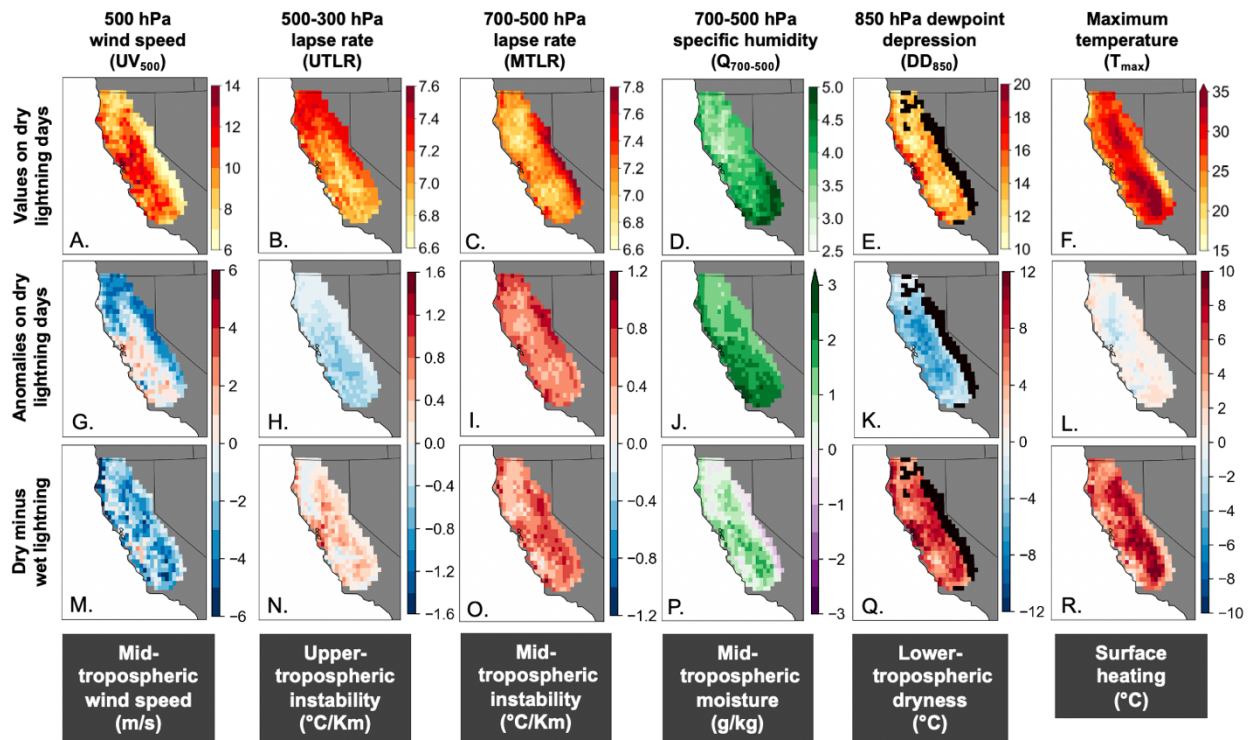 500 hPa
wind speed
(UV500)
500-300 hPa
lapse rate
(UTLR)
700-500 hPa
lapse rate
(MTLR)
700-500 hPa
specific humidity
(Q700-500)
850 hPa dewpoint
depression
(DD850)
Maximum
temperature
(Tmax)
Values on dry
lightning days
A.
14
12
10
8
6
B.
7.6
7.4
7.2
7.0
6.8
6.6
C.
7.8
7.6
7.4
7.2
7.0
6.8
6.6
D.
5.0
4.5
4.0
3.5
3.0
2.5
E.
20
18
16
14
12
10
F.
35
30
25
20
15
Anomalies on dry
lightning days
G.
H.
I.
J.
K.
L.
Dry minus
wet lightning
M.
N.
O.
P.
Q.
R.
6
4
2
0
−2
−4
−6
1.6
1.2
0.8
0.4
0.0
−0.4
−0.8
−1.2
−1.6
1.2
0.8
0.4
0.0
−0.4
−0.8
−1.2
3
2
1
0
−1
−2
−3
12
8
4
0
−4
−8
−12
10
8
6
4
2
0
−2
−4
−6
−8
−10
Mid-
tropospheric
wind speed
(m/s)
Upper-
tropospheric
instability
(°C/Km)
Mid-
tropospheric
instability
(°C/Km)
Mid-
tropospheric
moisture
(g/kg)
Lower-
tropospheric
dryness
(°C)
Surface
heating
(°C)